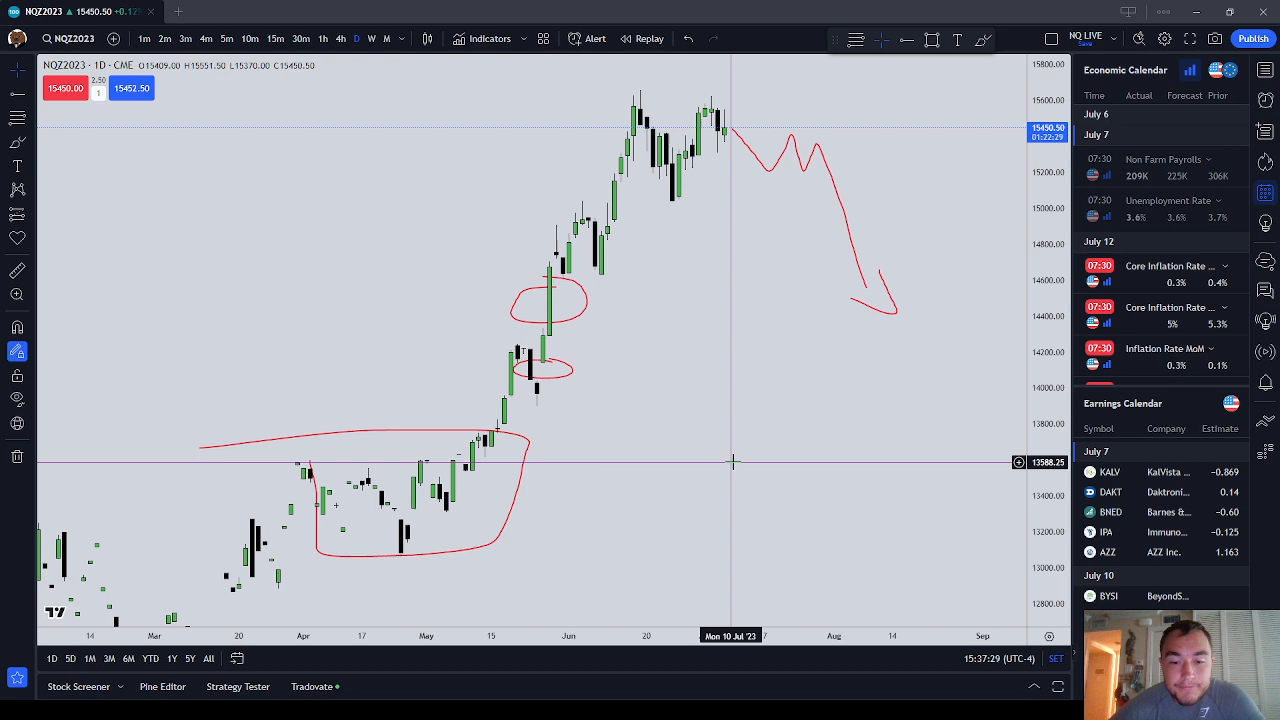 NQZ2023 ▲ 15450.50 +0.12%
NQZ2023 1m 2m 3m 4m 5m 10m 15m 30m 1h 4h D W M Indicators Alert Replay NQ LIVE Save Publish
NQZ2023 · 1D · CME O15409.00 H15551.50 L15370.00 C15450.50
15450.00 2.50 1 15452.50
15800.00
15600.00
15450.50
01:22:29
15200.00
15000.00
14800.00
14600.00
14400.00
14200.00
14000.00
13800.00
13588.25
13400.00
13200.00
13000.00
12800.00
14 Mar 20 Apr 17 May 15 Jun 20 Mon 10 Jul '23 Aug 14 Sep
1D 5D 1M 3M 6M YTD 1Y 5Y All 15:37:29 (UTC-4) SET
Stock Screener Pine Editor Strategy Tester Tradovate
Economic Calendar
Time Actual Forecast Prior
July 6
July 7
07:30 Non Farm Payrolls
209K 225K 306K
07:30 Unemployment Rate
3.6% 3.6% 3.7%
July 12
07:30 Core Inflation Rate ...
0.3% 0.4%
07:30 Core Inflation Rate ...
5% 5.3%
07:30 Inflation Rate MoM
0.3% 0.1%
Earnings Calendar
Symbol Company Estimate
July 7
KALV KalVista ... −0.869
DAKT Daktroni... 0.14
BNED Barnes &... −0.60
IPA Immuno... −0.125
AZZ AZZ Inc. 1.163
July 10
BYSI BeyondS...